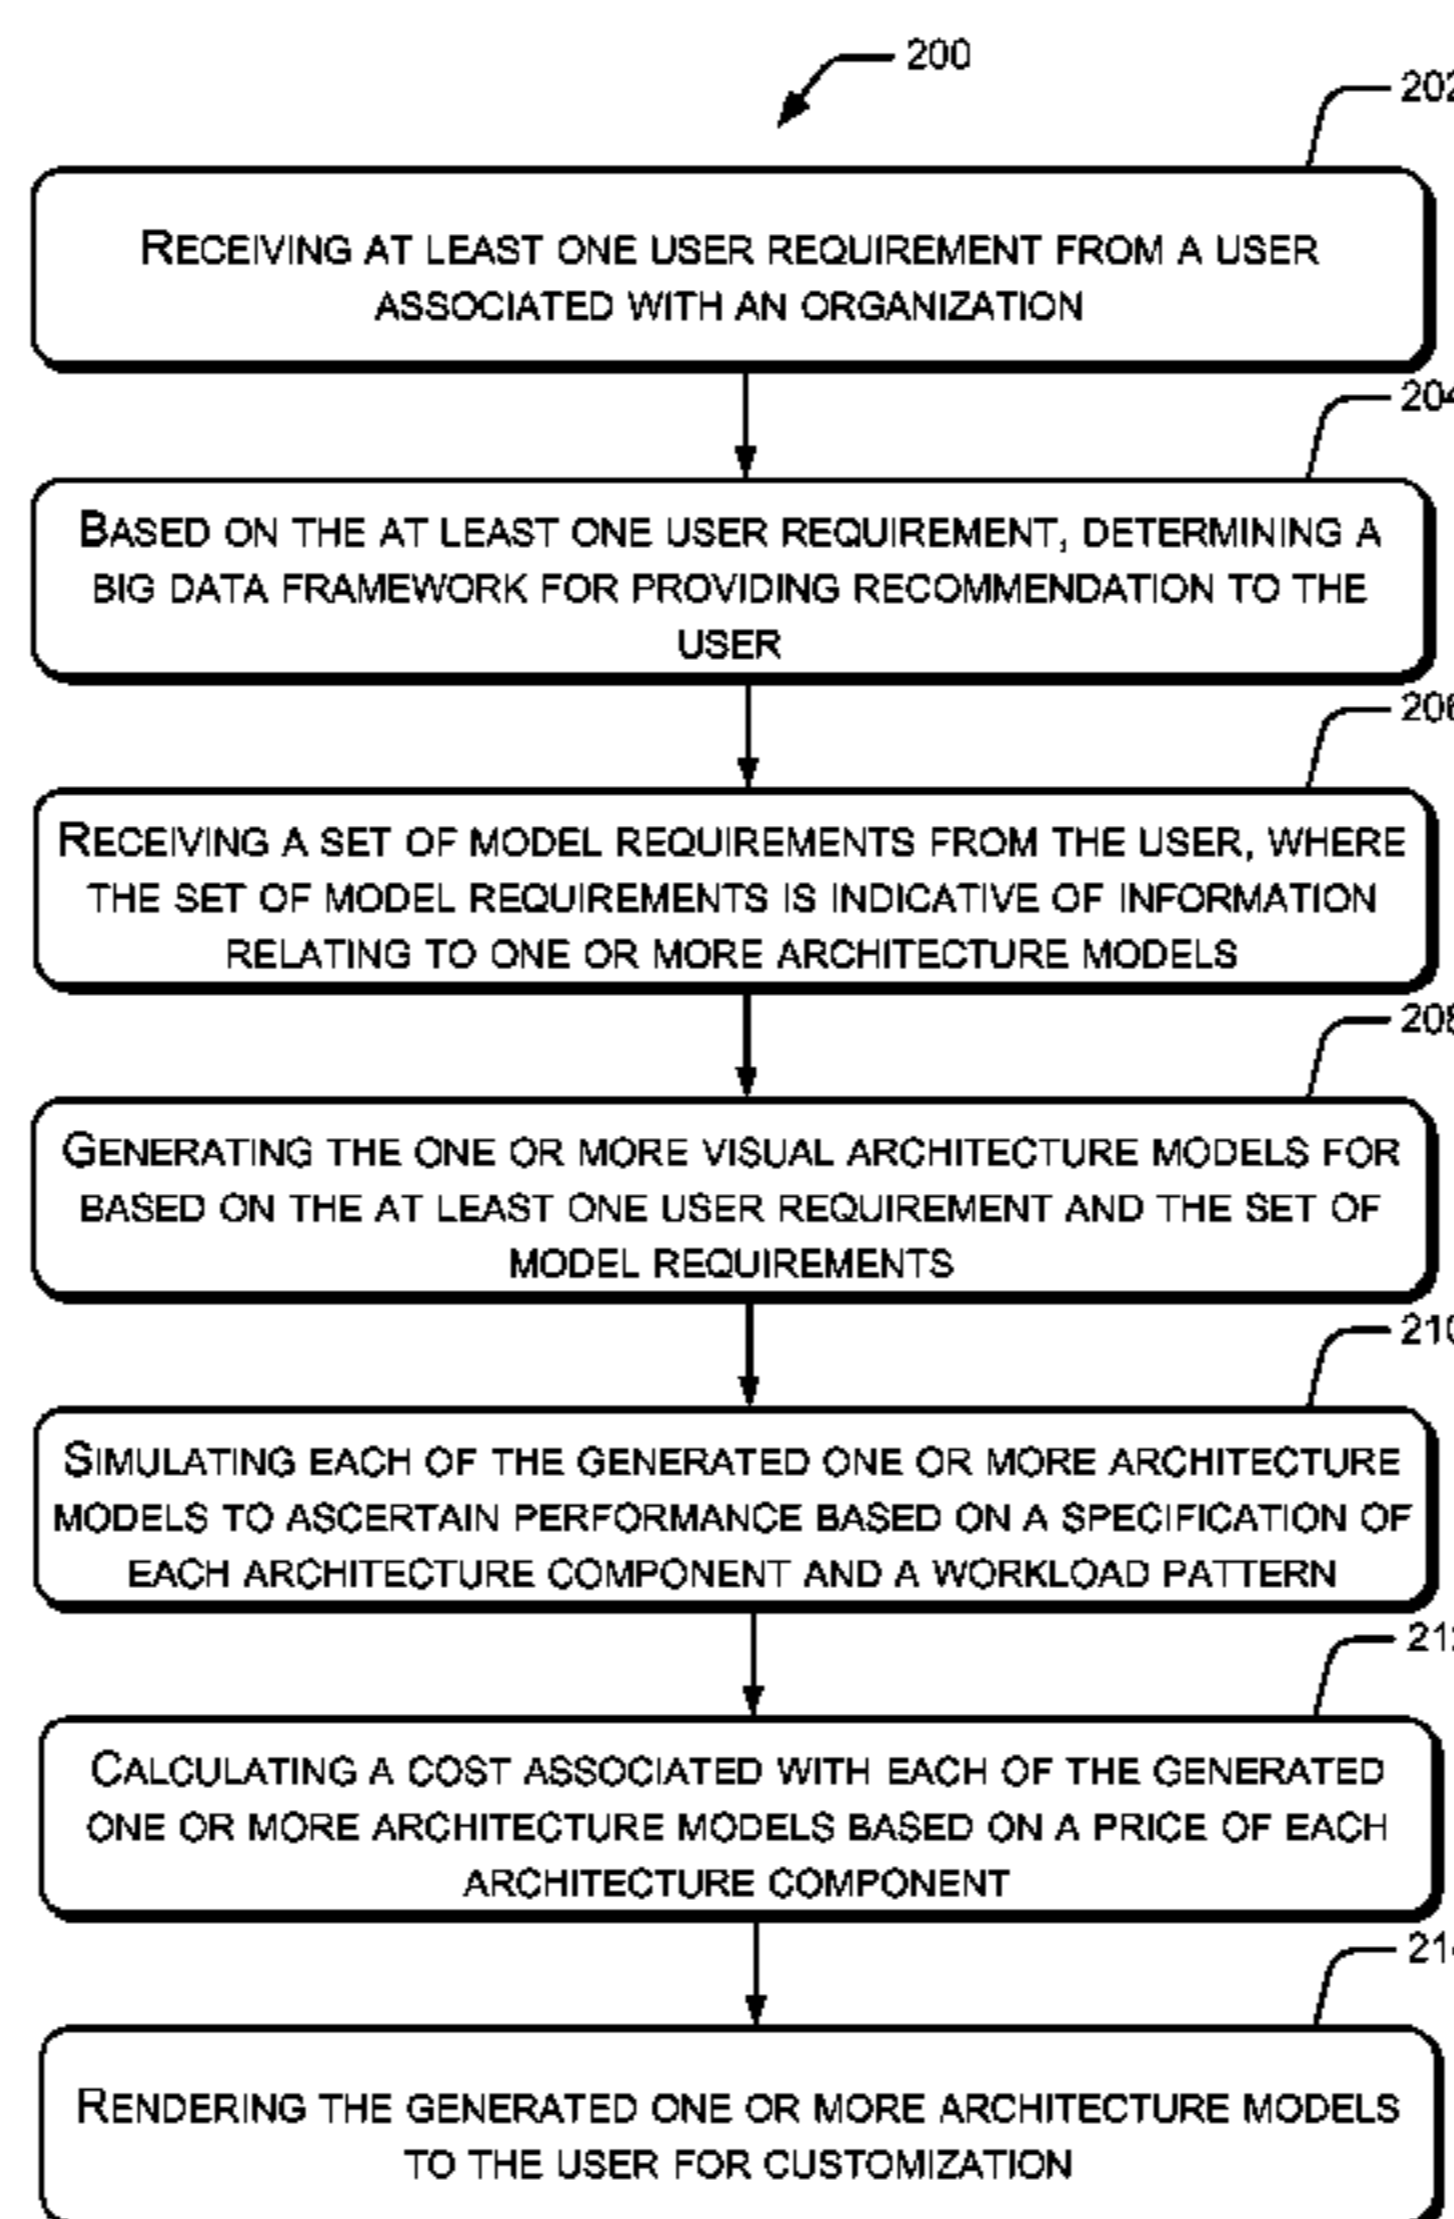 200
202
RECEIVING AT LEAST ONE USER REQUIREMENT FROM A USER
ASSOCIATED WITH AN ORGANIZATION
204
BASED ON THE AT LEAST ONE USER REQUIREMENT, DETERMINING A
BIG DATA FRAMEWORK FOR PROVIDING RECOMMENDATION TO THE
USER
206
RECEIVING A SET OF MODEL REQUIREMENTS FROM THE USER, WHERE
THE SET OF MODEL REQUIREMENTS IS INDICATIVE OF INFORMATION
RELATING TO ONE OR MORE ARCHITECTURE MODELS
208
GENERATING THE ONE OR MORE VISUAL ARCHITECTURE MODELS FOR
BASED ON THE AT LEAST ONE USER REQUIREMENT AND THE SET OF
MODEL REQUIREMENTS
210
SIMULATING EACH OF THE GENERATED ONE OR MORE ARCHITECTURE
MODELS TO ASCERTAIN PERFORMANCE BASED ON A SPECIFICATION OF
EACH ARCHITECTURE COMPONENT AND A WORKLOAD PATTERN
CALCULATING A COST ASSOCIATED WITH EACH OF THE GENERATED
ONE OR MORE ARCHITECTURE MODELS BASED ON A PRICE OF EACH
ARCHITECTURE COMPONENT
RENDERING THE GENERATED ONE OR MORE ARCHITECTURE MODELS
TO THE USER FOR CUSTOMIZATION